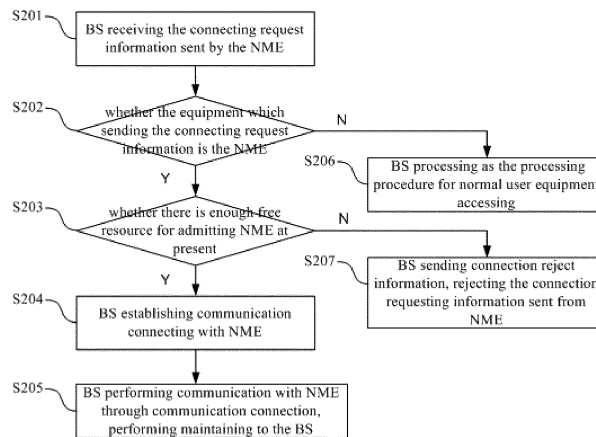 S201
BS receiving the connecting request
information sent by the NME
S202
whether the equipment which
sending the connecting request
information is the NME
N
Y
S206
BS processing as the processing
procedure for normal user equipment
accessing
S203
whether there is enough free
resource for admitting NME at
present
N
Y
S207
BS sending connection reject
information, rejecting the connection
requesting information sent from
NME
S204
BS establishing communication
connecting with NME
S205
BS performing communication with NME
through communication connection,
performing maintaining to the BS